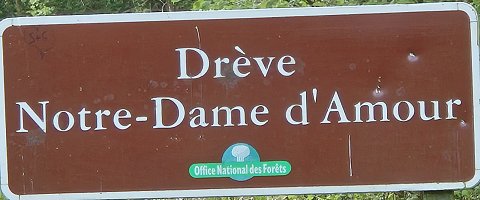 Drève
Notre-Dame d'Amour
Office National des Forêts